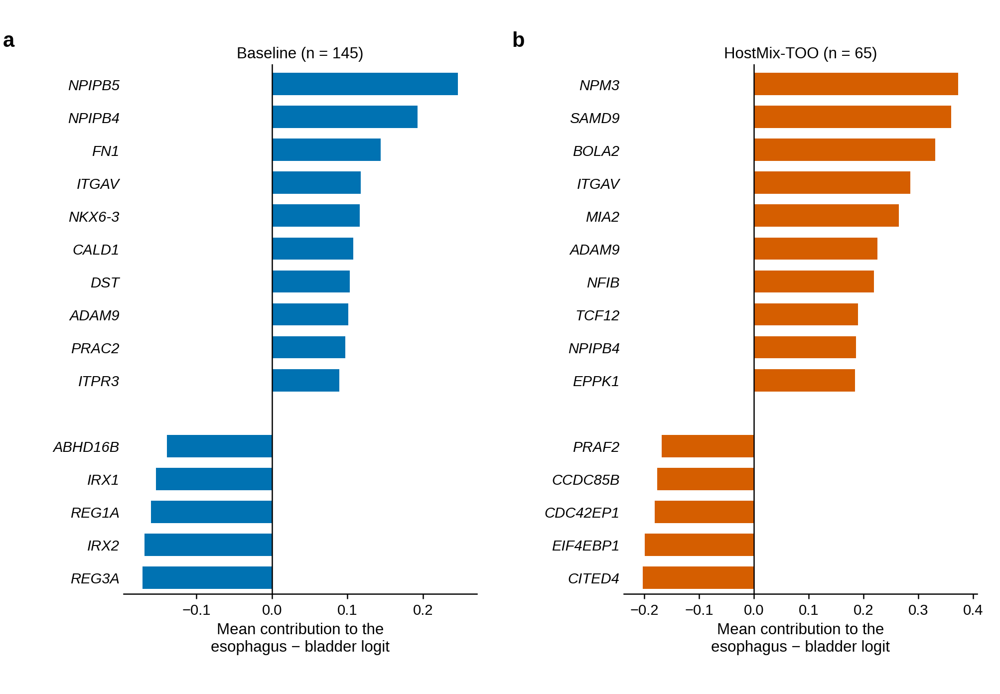 a
Baseline (n = 145)
NPIPB5
NPIPB4
FN1
ITGAV
NKX6-3
CALD1
DST
ADAM9
PRAC2
ITPR3
ABHD16B
IRX1
REG1A
IRX2
REG3A
−0.1 0.0 0.1 0.2
Mean contribution to the
esophagus − bladder logit
b
HostMix-TOO (n = 65)
NPM3
SAMD9
BOLA2
ITGAV
MIA2
ADAM9
NFIB
TCF12
NPIPB4
EPPK1
PRAF2
CCDC85B
CDC42EP1
EIF4EBP1
CITED4
−0.2 −0.1 0.0 0.1 0.2 0.3 0.4
Mean contribution to the
esophagus − bladder logit